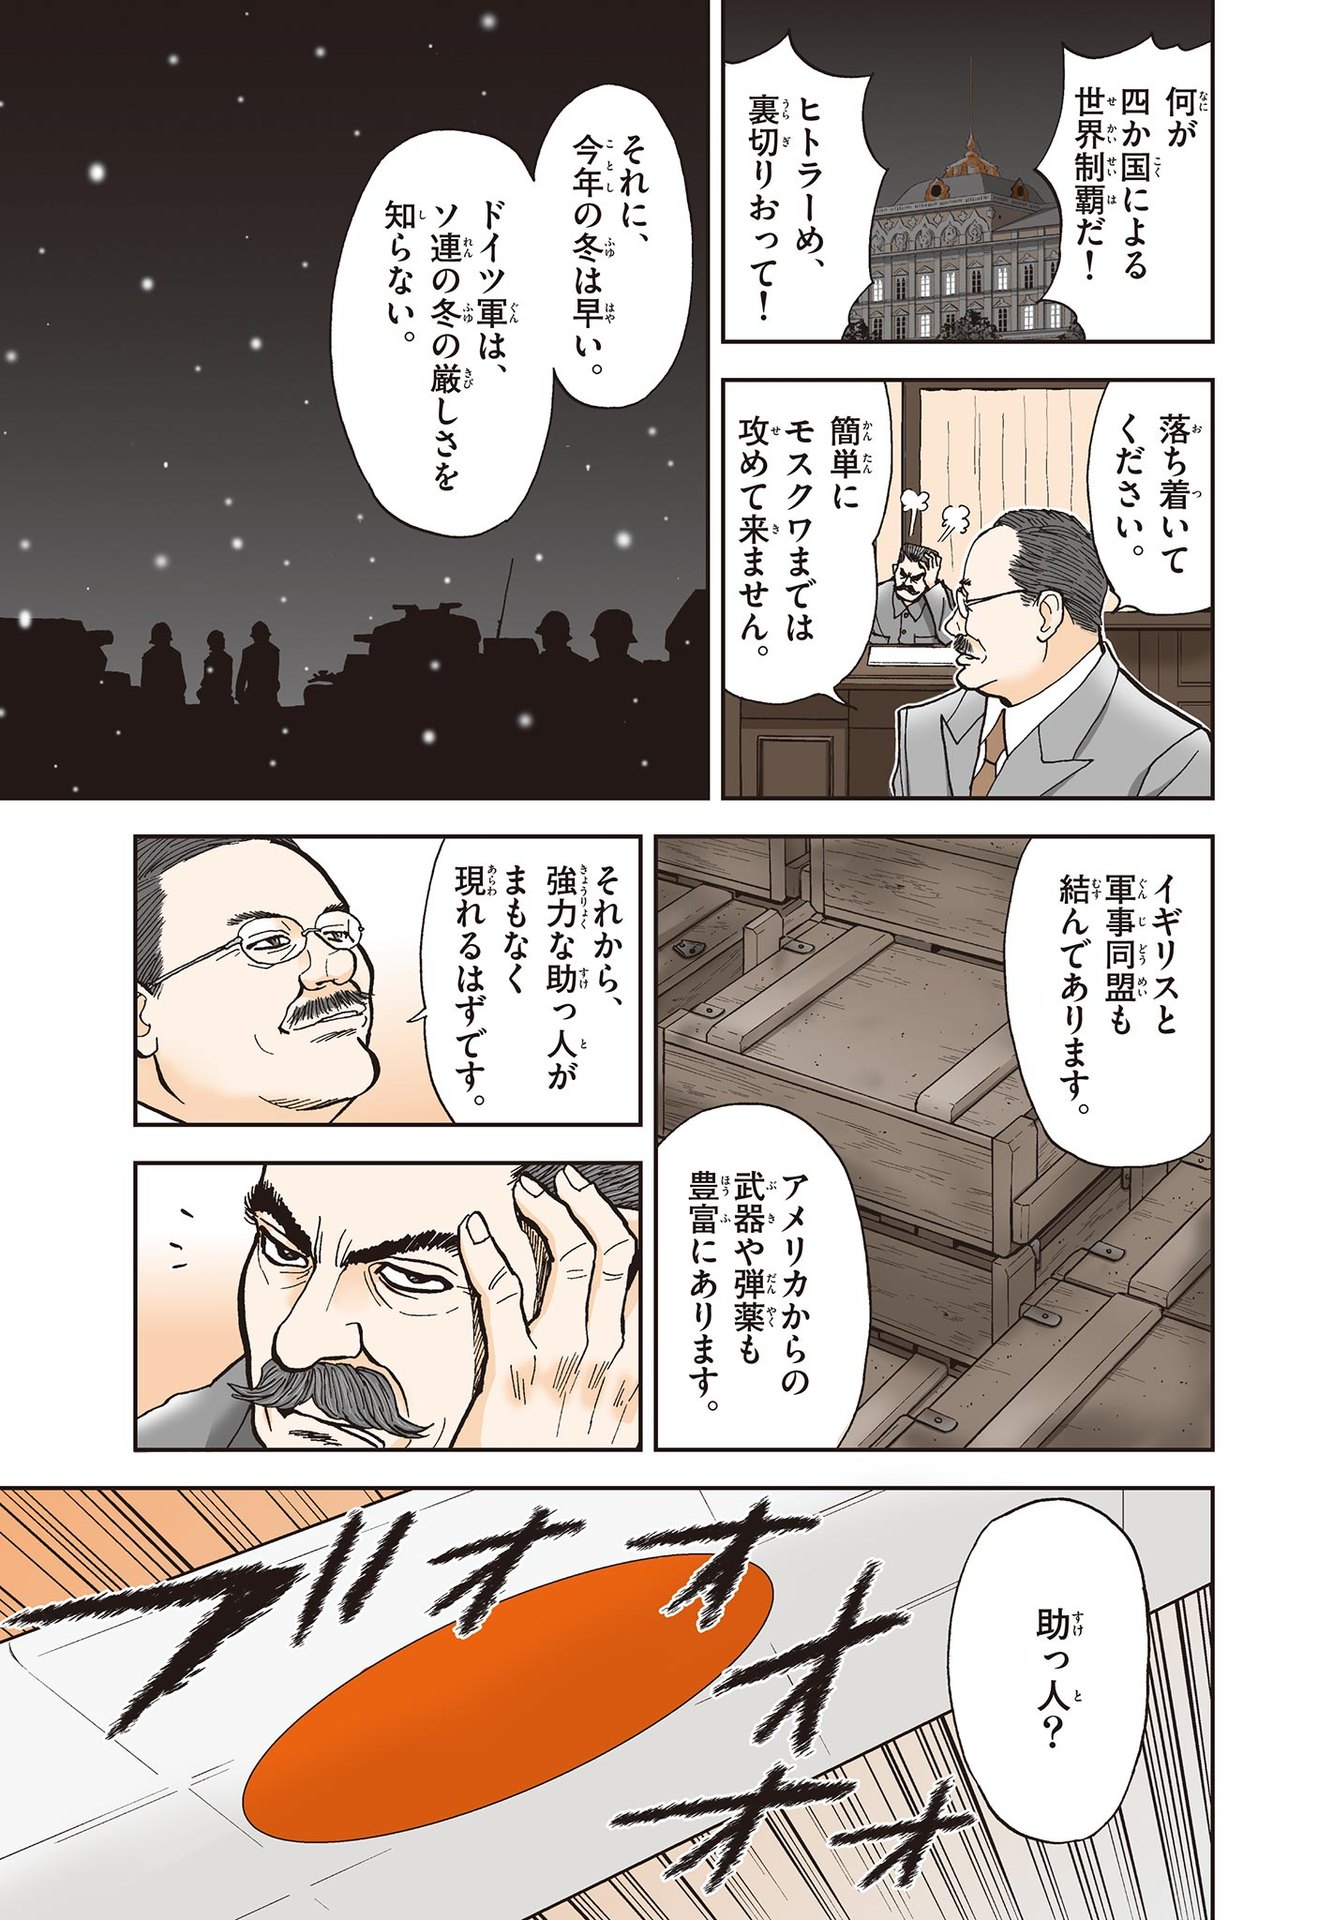 何が
四か国による
世界制覇だ!
ヒトラーめ、
裏切りおって!
落ち着いて
ください。
簡単に
モスクワまでは
攻めて来ません。
それに、
今年の冬は早い。
ドイツ軍は、
ソ連の冬の厳しさを
知らない。
イギリスと
軍事同盟も
結んであります。
アメリカからの
武器や弾薬も
豊富にあります。
それから、
強力な助っ人が
まもなく
現れるはずです。
助っ人?
ブオオ
オオオオ